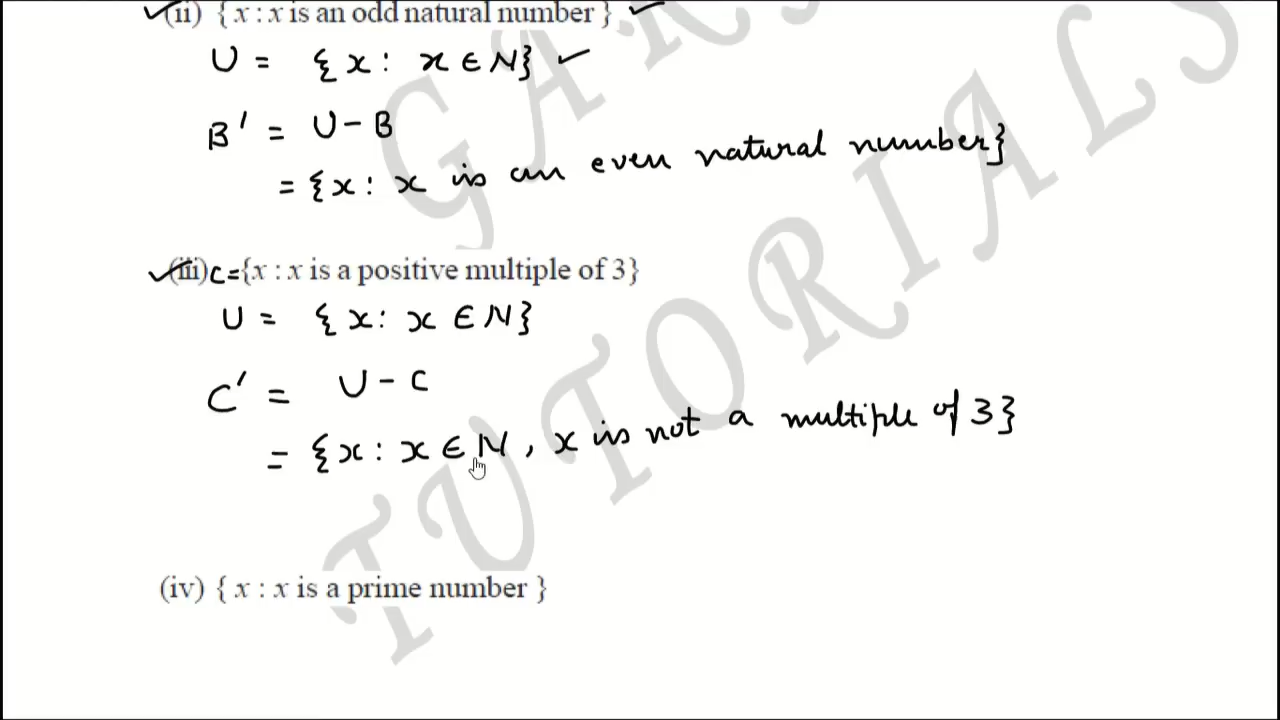 (ii) { x : x is an odd natural number }
U = { x : x ∈ N }
B' = U - B
= { x : x is an even natural number }
(iii) C = {x : x is a positive multiple of 3}
U = { x : x ∈ N }
C' = U - C
= { x : x ∈ N , x is not a multiple of 3 }
(iv) { x : x is a prime number }
TUTORIALS